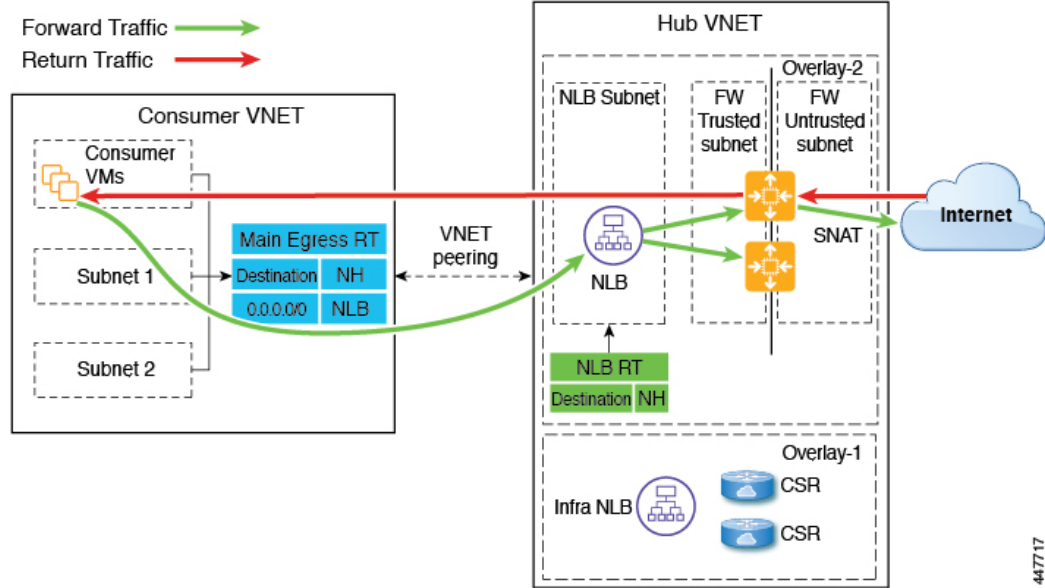 Forward Traffic
Return Traffic
Hub VNET
Consumer VNET
Consumer
VMs
Subnet 1
Subnet 2
Main Egress RT
Destination NH
0.0.0.0/0 NLB
VNET
peering
Overlay-2
NLB Subnet
FW
Trusted
subnet
FW
Untrusted
subnet
NLB
SNAT
Internet
NLB RT
Destination NH
Overlay-1
Infra NLB
CSR
CSR
447717